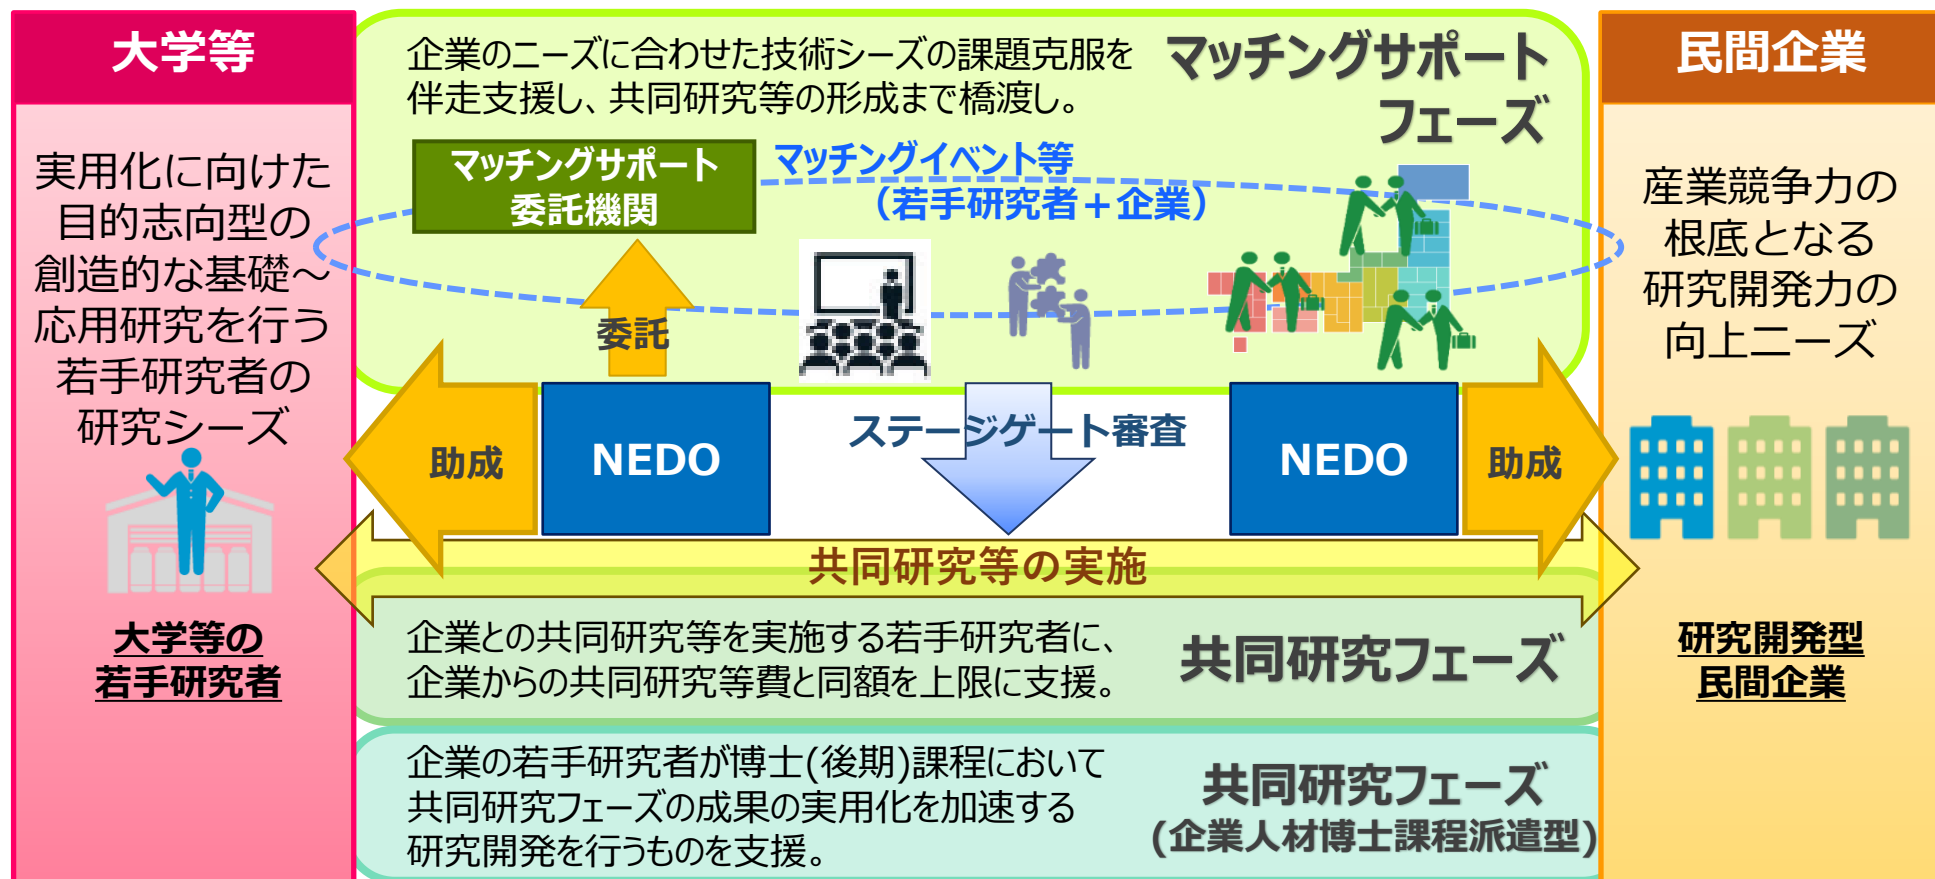 大学等
実用化に向けた
目的志向型の
創造的な基礎～
応用研究を行う
若手研究者の
研究シーズ
大学等の
若手研究者
企業のニーズに合わせた技術シーズの課題克服を
伴走支援し、共同研究等の形成まで橋渡し。
マッチングサポート
フェーズ
マッチングサポート
委託機関
マッチングイベント等
（若手研究者+企業）
委託
助成
NEDO
ステージゲート審査
NEDO
助成
共同研究等の実施
企業との共同研究等を実施する若手研究者に、
企業からの共同研究等費と同額を上限に支援。
共同研究フェーズ
企業の若手研究者が博士(後期)課程において
共同研究フェーズの成果の実用化を加速する
研究開発を行うものを支援。
共同研究フェーズ
(企業人材博士課程派遣型)
民間企業
産業競争力の
根底となる
研究開発力の
向上ニーズ
研究開発型
民間企業